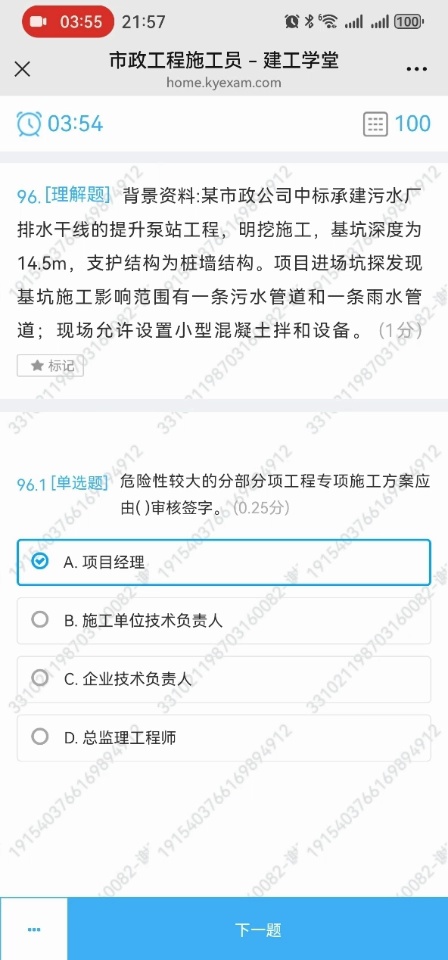 03:55 21:57 100
市政工程施工员 - 建工学堂
home.kyexam.com
03:54 100
96. [理解题] 背景资料:某市政公司中标承建污水厂
排水干线的提升泵站工程，明挖施工，基坑深度为
14.5m，支护结构为桩墙结构。项目进场坑探发现
基坑施工影响范围有一条污水管道和一条雨水管
道；现场允许设置小型混凝土拌和设备。(1分)
标记
96.1 [单选题] 危险性较大的分部分项工程专项施工方案应
由( )审核签字。(0.25分)
A. 项目经理
B. 施工单位技术负责人
C. 企业技术负责人
D. 总监理工程师
下一题